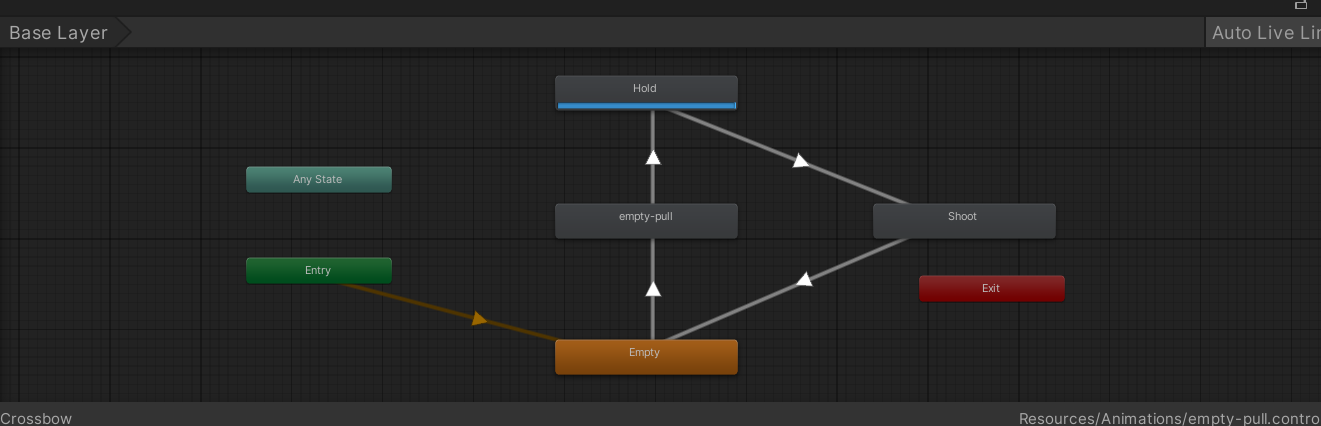 Base Layer
Auto Live
Hold
Any State
empty-pull
Shoot
Entry
Exit
Empty
Crossbow
Resources/Animations/empty-pull.contro